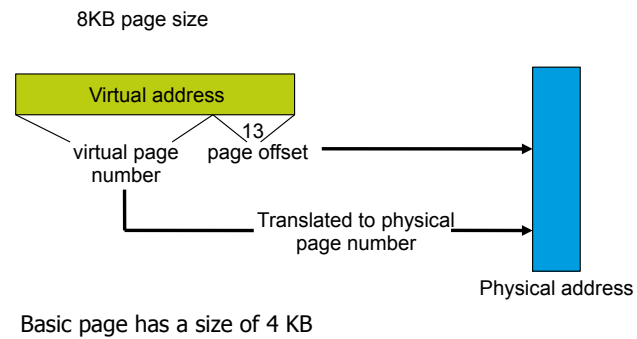 8KB page size
Virtual address
13
virtual page
number
page offset
Translated to physical
page number
Physical address
Basic page has a size of 4 KB